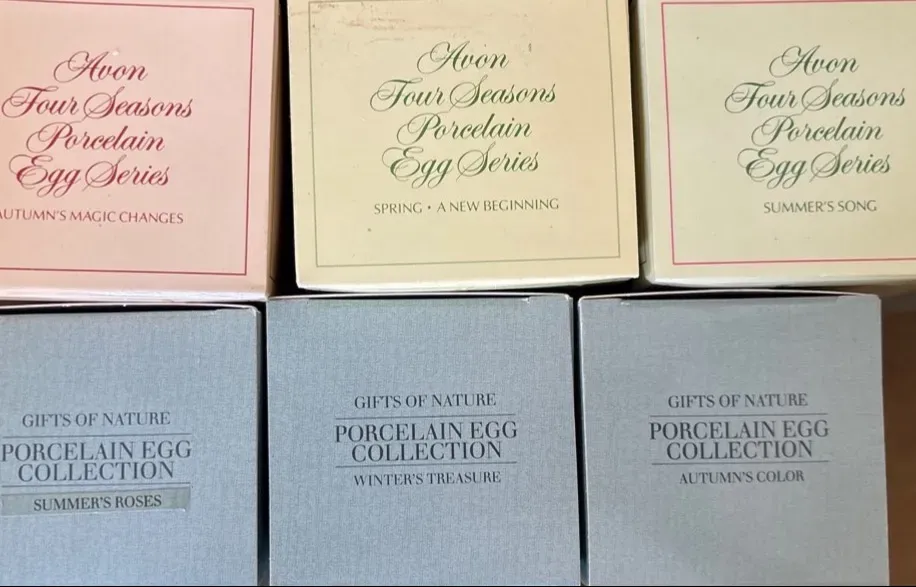 Avon
Four Seasons
Porcelain
Egg Series
AUTUMN'S MAGIC CHANGES
Avon
Four Seasons
Porcelain
Egg Series
SPRING • A NEW BEGINNING
Avon
Four Seasons
Porcelain
Egg Series
SUMMER'S SONG
GIFTS OF NATURE
PORCELAIN EGG
COLLECTION
SUMMER'S ROSES
GIFTS OF NATURE
PORCELAIN EGG
COLLECTION
WINTER'S TREASURE
GIFTS OF NATURE
PORCELAIN EGG
COLLECTION
AUTUMN'S COLOR